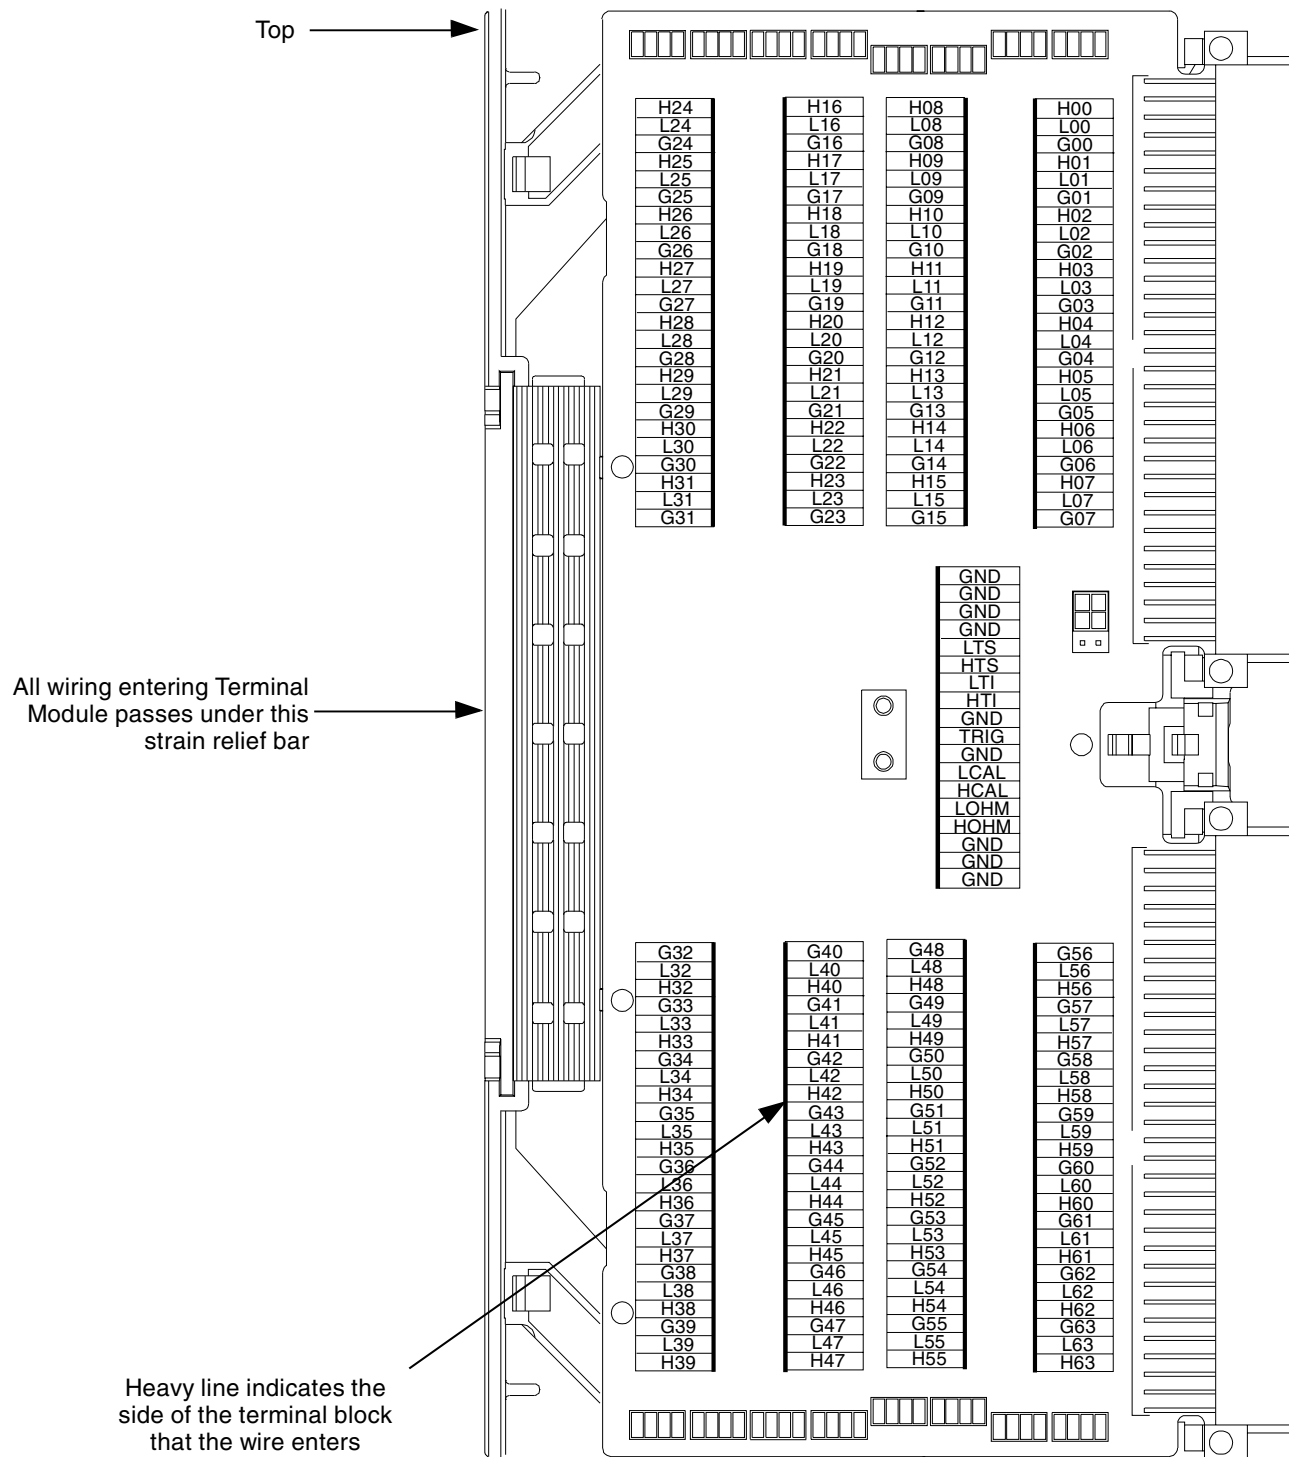 Top
H24
L24
G24
H25
L25
G25
H26
L26
G26
H27
L27
G27
H28
L28
G28
H29
L29
G29
H30
L30
G30
H31
L31
G31
H16
L16
G16
H17
L17
G17
H18
L18
G18
H19
L19
G19
H20
L20
G20
H21
L21
G21
H22
L22
G22
H23
L23
G23
H08
L08
G08
H09
L09
G09
H10
L10
G10
H11
L11
G11
H12
L12
G12
H13
L13
G13
H14
L14
G14
H15
L15
G15
H00
L00
G00
H01
L01
G01
H02
L02
G02
H03
L03
G03
H04
L04
G04
H05
L05
G05
H06
L06
G06
H07
L07
G07
GND
GND
GND
GND
LTS
HTS
LTI
HTI
GND
TRIG
GND
LCAL
HCAL
LOHM
HOHM
GND
GND
GND
All wiring entering Terminal
Module passes under this
strain relief bar
G32
L32
H32
G33
L33
H33
G34
L34
H34
G35
L35
H35
G36
L36
H36
G37
L37
H37
G38
L38
H38
G39
L39
H39
G40
L40
H40
G41
L41
H41
G42
L42
H42
G43
L43
H43
G44
L44
H44
G45
L45
H45
G46
L46
H46
G47
L47
H47
G48
L48
H48
G49
L49
H49
G50
L50
H50
G51
L51
H51
G52
L52
H52
G53
L53
H53
G54
L54
H54
G55
L55
H55
G56
L56
H56
G57
L57
H57
G58
L58
H58
G59
L59
H59
G60
L60
H60
G61
L61
H61
G62
L62
H62
G63
L63
H63
Heavy line indicates the
side of the terminal block
that the wire enters